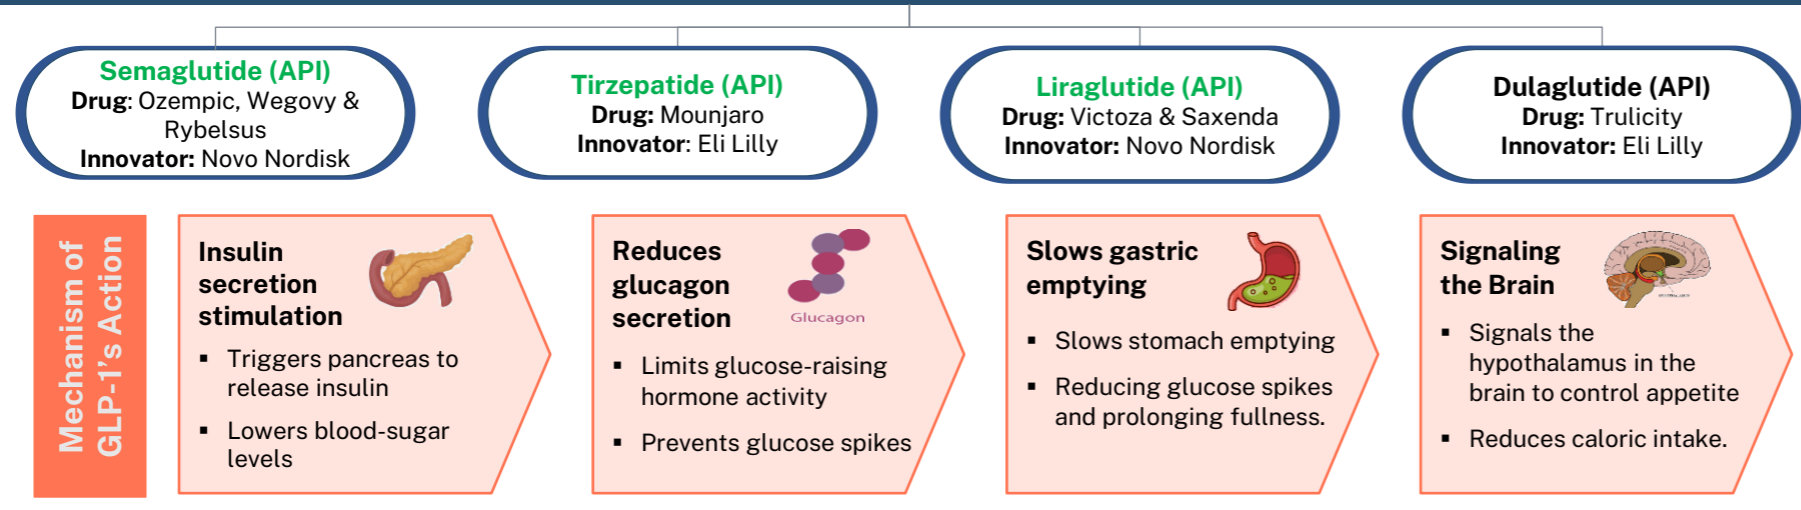 Semaglutide (API)
Drug: Ozempic, Wegovy &
Rybelsus
Innovator: Novo Nordisk
Tirzepatide (API)
Drug: Mounjaro
Innovator: Eli Lilly
Liraglutide (API)
Drug: Victoza & Saxenda
Innovator: Novo Nordisk
Dulaglutide (API)
Drug: Trulicity
Innovator: Eli Lilly
Mechanism of
GLP-1's Action
Insulin
secretion
stimulation
▪ Triggers pancreas to
release insulin
▪ Lowers blood-sugar
levels
Reduces
glucagon
secretion
Glucagon
▪ Limits glucose-raising
hormone activity
▪ Prevents glucose spikes
Slows gastric
emptying
▪ Slows stomach emptying
▪ Reducing glucose spikes
and prolonging fullness.
Signaling
the Brain
▪ Signals the
hypothalamus in the
brain to control appetite
▪ Reduces caloric intake.